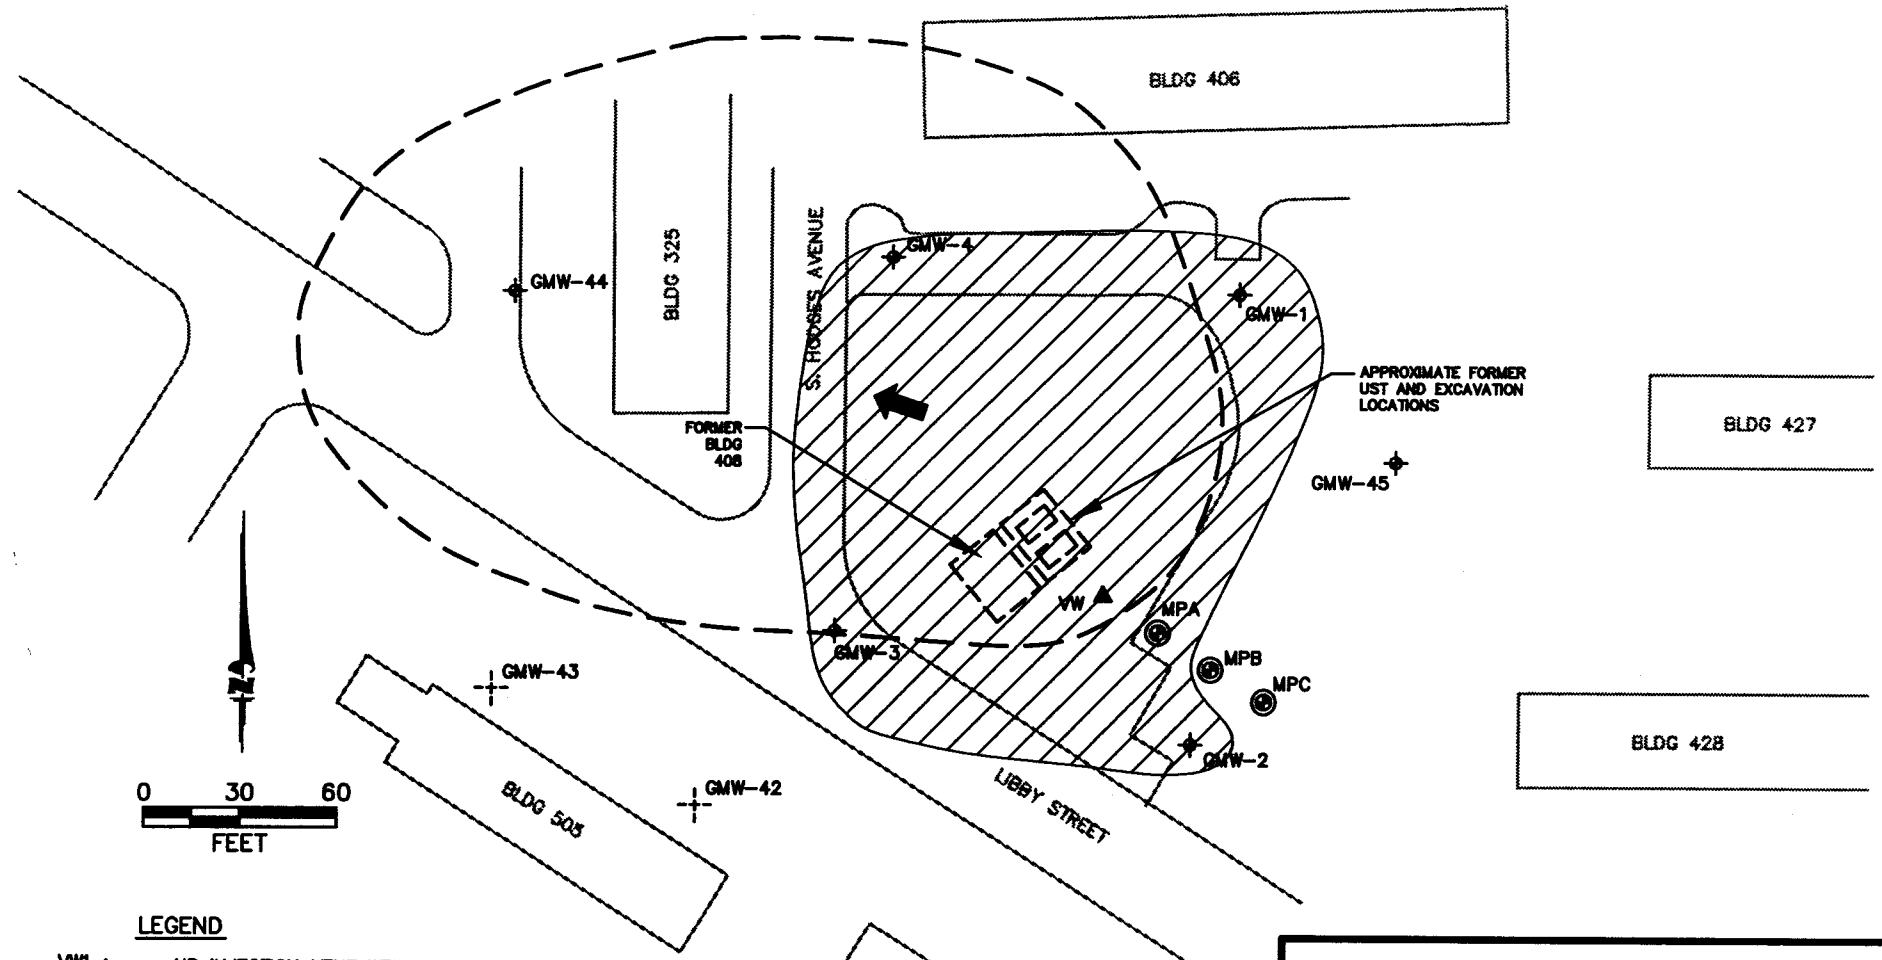 BLDG 406
S. HODGES AVENUE
BLDG 325
GMW-4
GMW-44
GMW-1
APPROXIMATE FORMER
UST AND EXCAVATION
LOCATIONS
FORMER
BLDG
408
BLDG 427
GMW-45
VW
MPA
GMW-3
MPB
MPC
GMW-43
N
GMW-2
BLDG 428
GMW-42
BLDG 503
LIBBY STREET
0 30 60
FEET
LEGEND